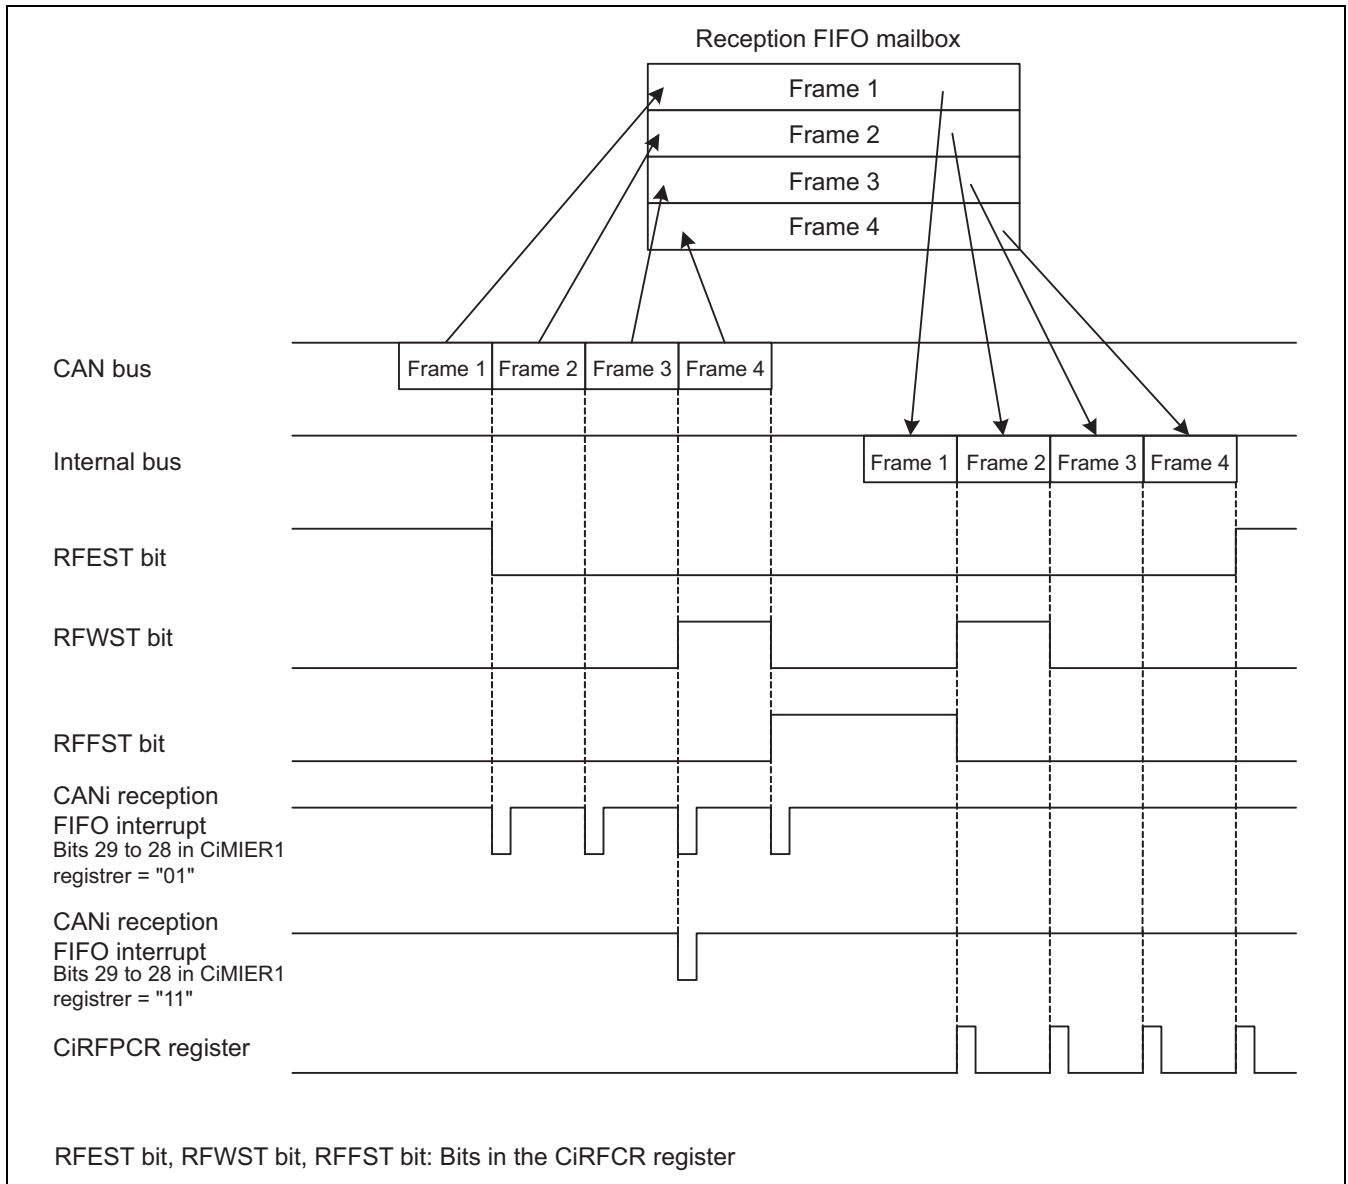 Reception FIFO mailbox
Frame 1
Frame 2
Frame 3
Frame 4
CAN bus
Frame 1
Frame 2
Frame 3
Frame 4
Internal bus
Frame 1
Frame 2
Frame 3
Frame 4
RFEST bit
RFWST bit
RFFST bit
CANi reception
FIFO interrupt
Bits 29 to 28 in CiMIER1
registrer = "01"
CANi reception
FIFO interrupt
Bits 29 to 28 in CiMIER1
registrer = "11"
CiRFPCR register
RFEST bit, RFWST bit, RFFST bit: Bits in the CiRFCR register